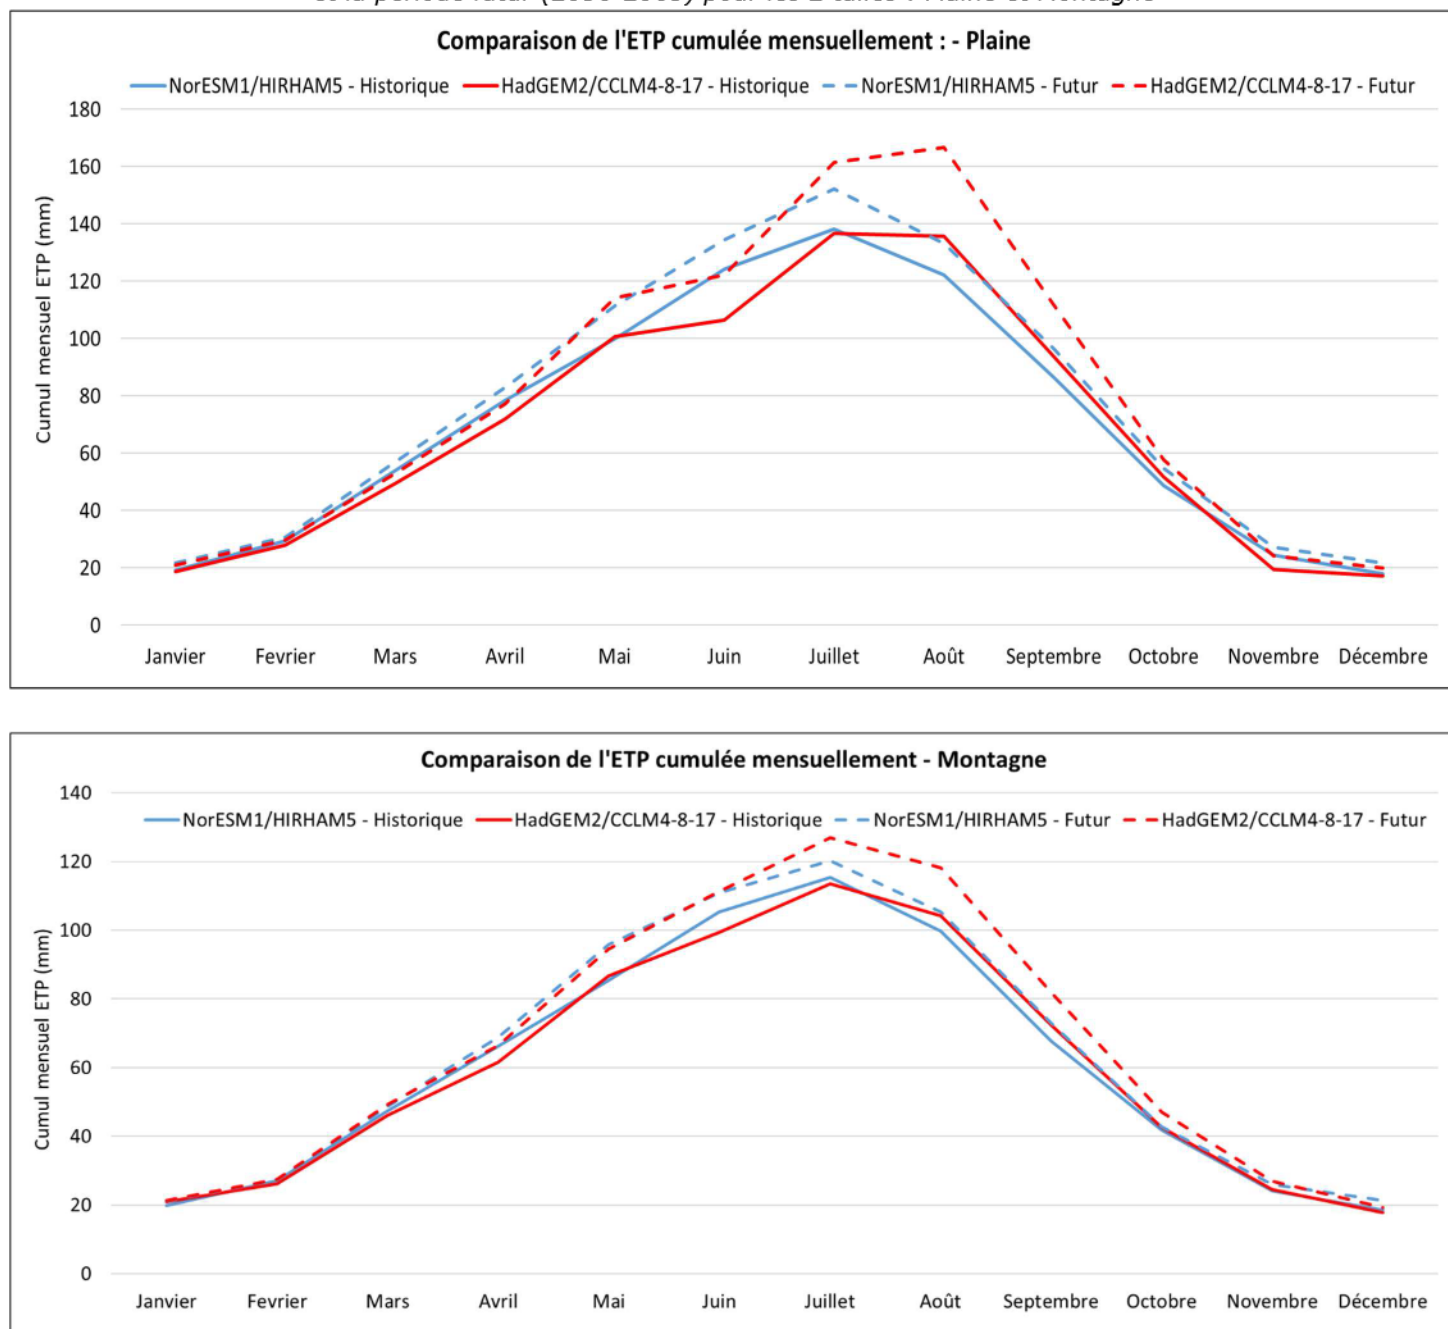 Comparaison de l'ETP cumulée mensuellement : - Plaine
NorESM1/HIRHAM5 - Historique HadGEM2/CCLM4-8-17 - Historique NorESM1/HIRHAM5 - Futur HadGEM2/CCLM4-8-17 - Futur
Cumul mensuel ETP (mm)
180
160
140
120
100
80
60
40
20
0
Janvier Fevrier Mars Avril Mai Juin Juillet Août Septembre Octobre Novembre Décembre
Comparaison de l'ETP cumulée mensuellement - Montagne
NorESM1/HIRHAM5 - Historique HadGEM2/CCLM4-8-17 - Historique NorESM1/HIRHAM5 - Futur HadGEM2/CCLM4-8-17 - Futur
Cumul mensuel ETP (mm)
140
120
100
80
60
40
20
0
Janvier Fevrier Mars Avril Mai Juin Juillet Août Septembre Octobre Novembre Décembre